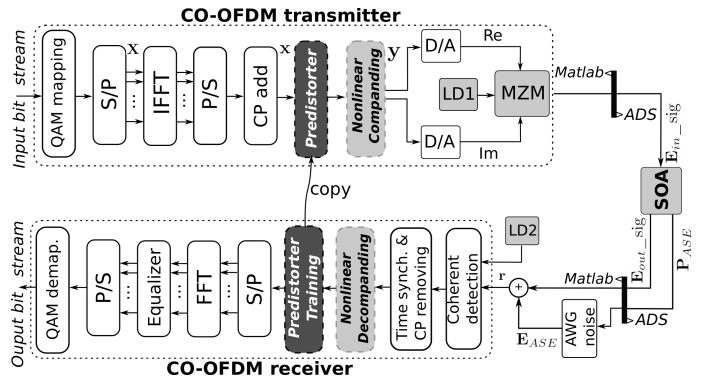 CO-OFDM transmitter
Input bit stream
QAM mapping
S/P
X
IFFT
P/S
CP add
x
Predistorter
Nonlinear
Companding
y
D/A
Re
D/A
Im
LD1
MZM
Matlab
ADS
E_in_sig
SOA
E_out_sig
P_ASE
copy
Ouput bit stream
QAM demap.
P/S
Equalizer
FFT
S/P
Predistorter
Training
Nonlinear
Decompanding
Time synch. &
CP removing
Coherent
detection
LD2
r
+
Matlab
ADS
AWG
noise
E_ASE
CO-OFDM receiver